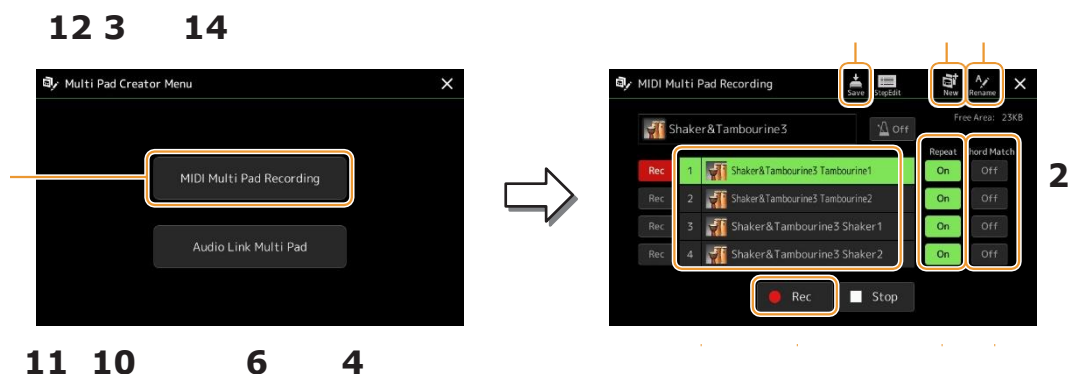 12 3 14
Multi Pad Creator Menu
MIDI Multi Pad Recording
Audio Link Multi Pad
MIDI Multi Pad Recording
Save
StepEdit
New
Rename
Free Area: 23KB
Shaker&Tambourine3
Off
Repeat
hord Match
Rec 1 Shaker&Tambourine3 Tambourine1 On Off
Rec 2 Shaker&Tambourine3 Tambourine2 On Off
Rec 3 Shaker&Tambourine3 Shaker1 On Off
Rec 4 Shaker&Tambourine3 Shaker2 On Off
Rec
Stop
2
11 10 6 4